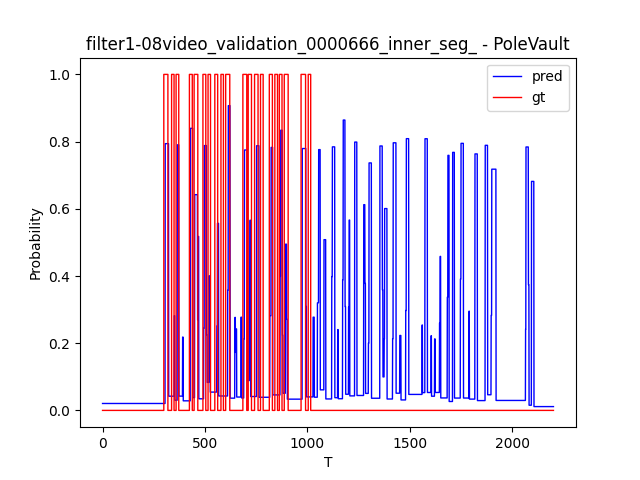 filter1-08video_validation_0000666_inner_seg_ - PoleVault
pred
gt
Probability
1.0
0.8
0.6
0.4
0.2
0.0
0
500
1000
1500
2000
T